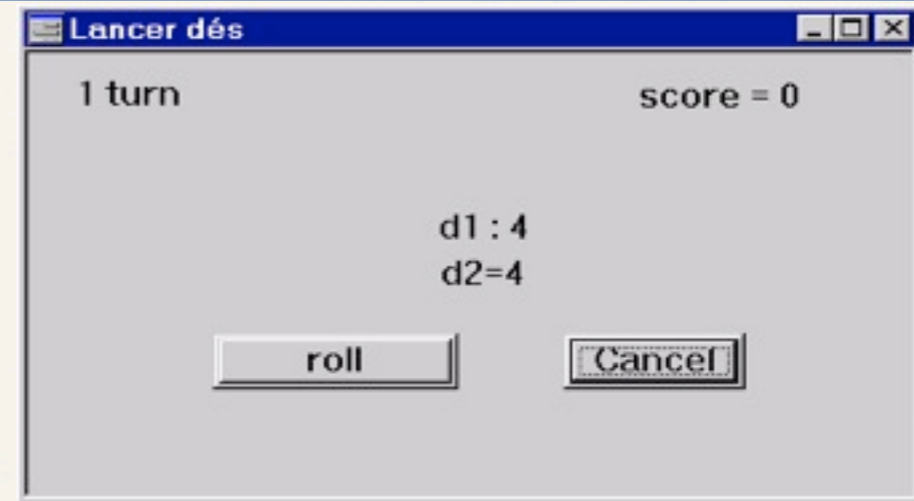 Lancer dés
1 turn score = 0
d1 : 4
d2=4
roll Cancel